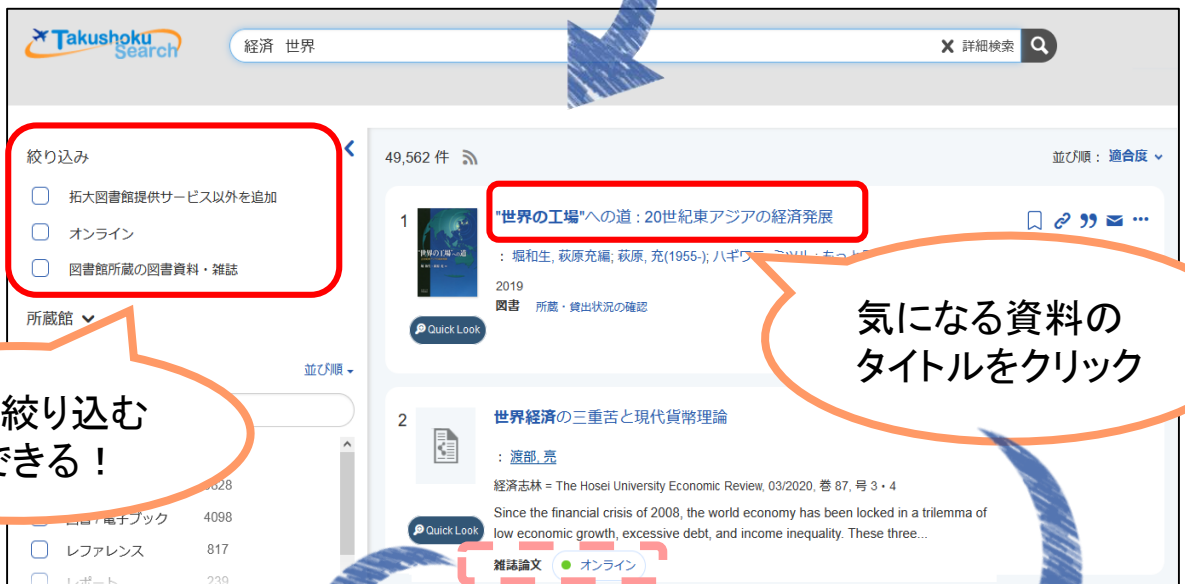 Takushoku
Search
経済 世界
詳細検索
絞り込み
拓大図書館提供サービス以外を追加
オンライン
図書館所蔵の図書資料・雑誌
所蔵館
並び順
絞り込む
できる！
図書 / 電子ブック 4098
レファレンス 817
レポート 239
49,562 件
並び順： 適合度
1
"世界の工場"への道 : 20世紀東アジアの経済発展
： 堀和生, 萩原充編; 萩原, 充(1955-);
2019
図書 所蔵・貸出状況の確認
Quick Look
気になる資料の
タイトルをクリック
2
世界経済の三重苦と現代貨幣理論
： 渡部, 亮
経済志林 = The Hosei University Economic Review, 03/2020, 巻 87, 号 3・4
Since the financial crisis of 2008, the world economy has been locked in a trilemma of
low economic growth, excessive debt, and income inequality. These three...
Quick Look
雑誌論文 オンライン